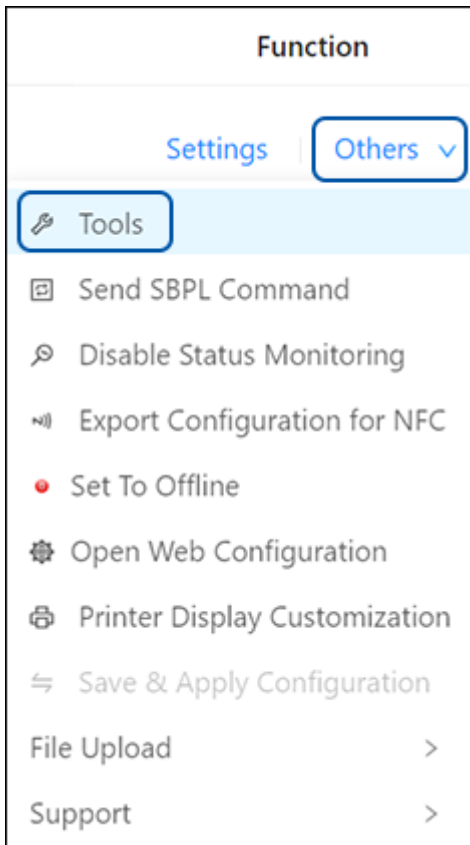 Function
Settings Others
Tools
Send SBPL Command
Disable Status Monitoring
Export Configuration for NFC
Set To Offline
Open Web Configuration
Printer Display Customization
Save & Apply Configuration
File Upload
Support